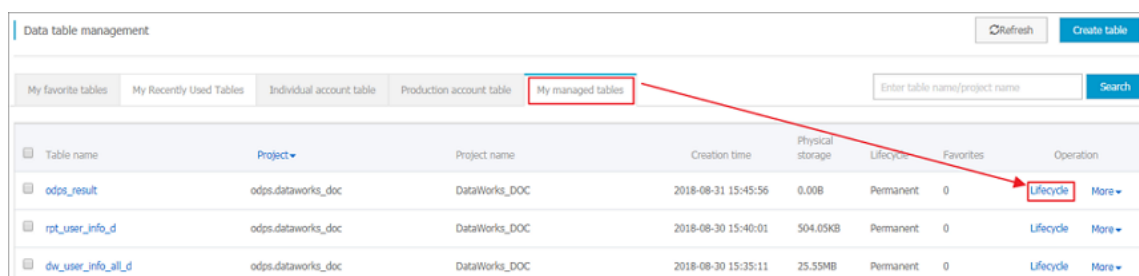 Data table management Refresh Create table
My favorite tables My Recently Used Tables Individual account table Production account table My managed tables Enter table name/project name Search
Table name Project Project name Creation time Physical storage Lifecycle Favorites Operation
odps_result odps.dataworks_doc DataWorks_DOC 2018-08-31 15:45:56 0.00B Permanent 0 Lifecycle More
rpt_user_info_d odps.dataworks_doc DataWorks_DOC 2018-08-30 15:40:01 504.05KB Permanent 0 Lifecycle More
dw_user_info_all_d odps.dataworks_doc DataWorks_DOC 2018-08-30 15:35:11 25.55MB Permanent 0 Lifecycle More